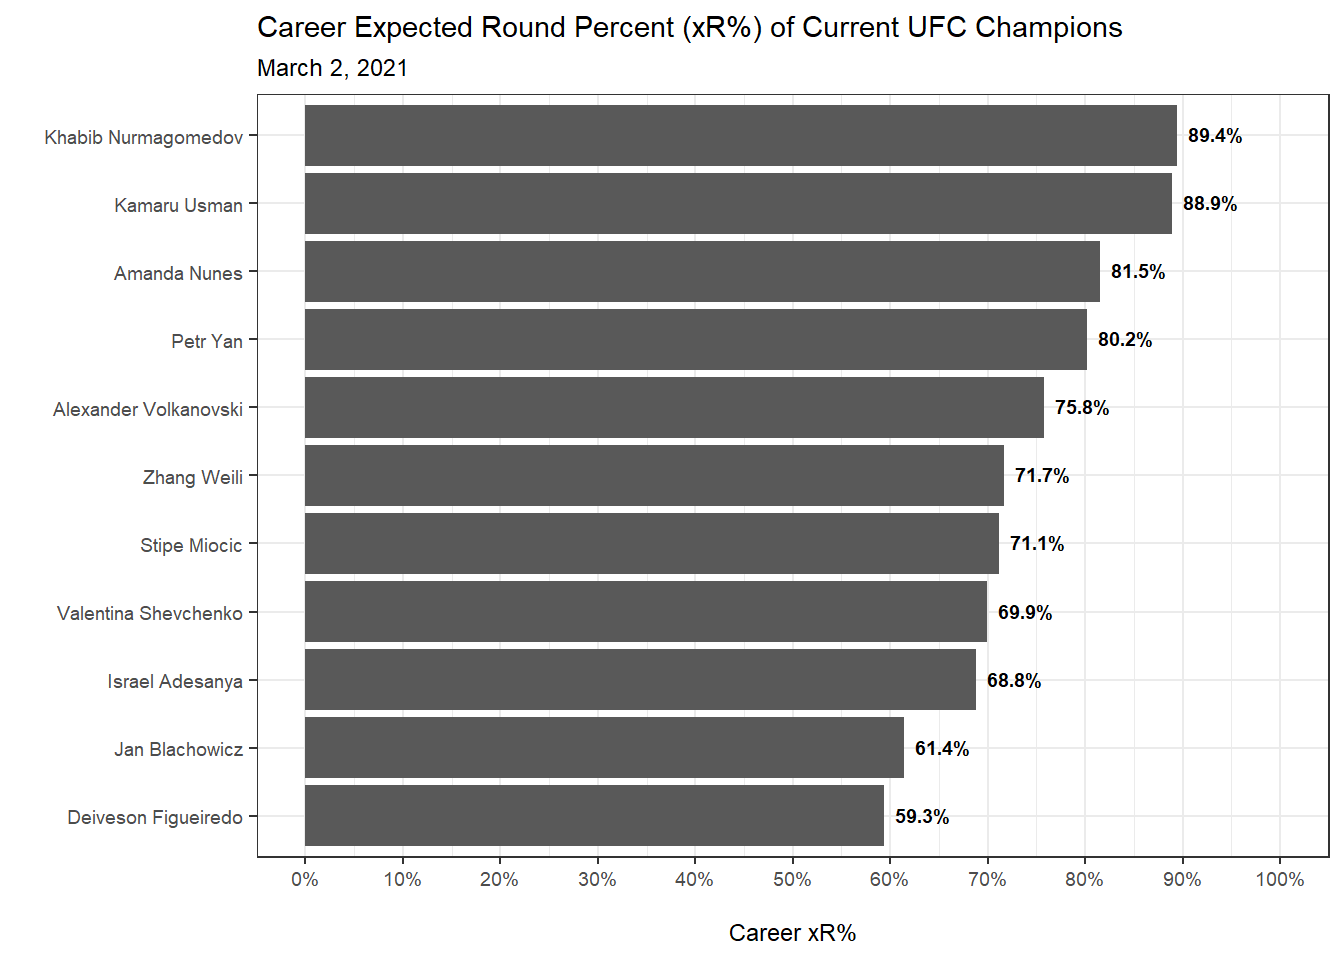 Career Expected Round Percent (xR%) of Current UFC Champions
March 2, 2021
Khabib Nurmagomedov 89.4%
Kamaru Usman 88.9%
Amanda Nunes 81.5%
Petr Yan 80.2%
Alexander Volkanovski 75.8%
Zhang Weili 71.7%
Stipe Miocic 71.1%
Valentina Shevchenko 69.9%
Israel Adesanya 68.8%
Jan Blachowicz 61.4%
Deiveson Figueiredo 59.3%
0% 10% 20% 30% 40% 50% 60% 70% 80% 90% 100%
Career xR%